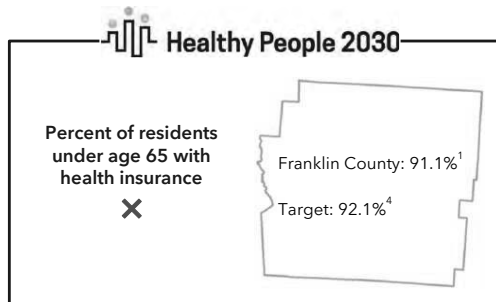 Healthy People 2030
Percent of residents
under age 65 with
health insurance
Franklin County: 91.1%¹
Target: 92.1%⁴